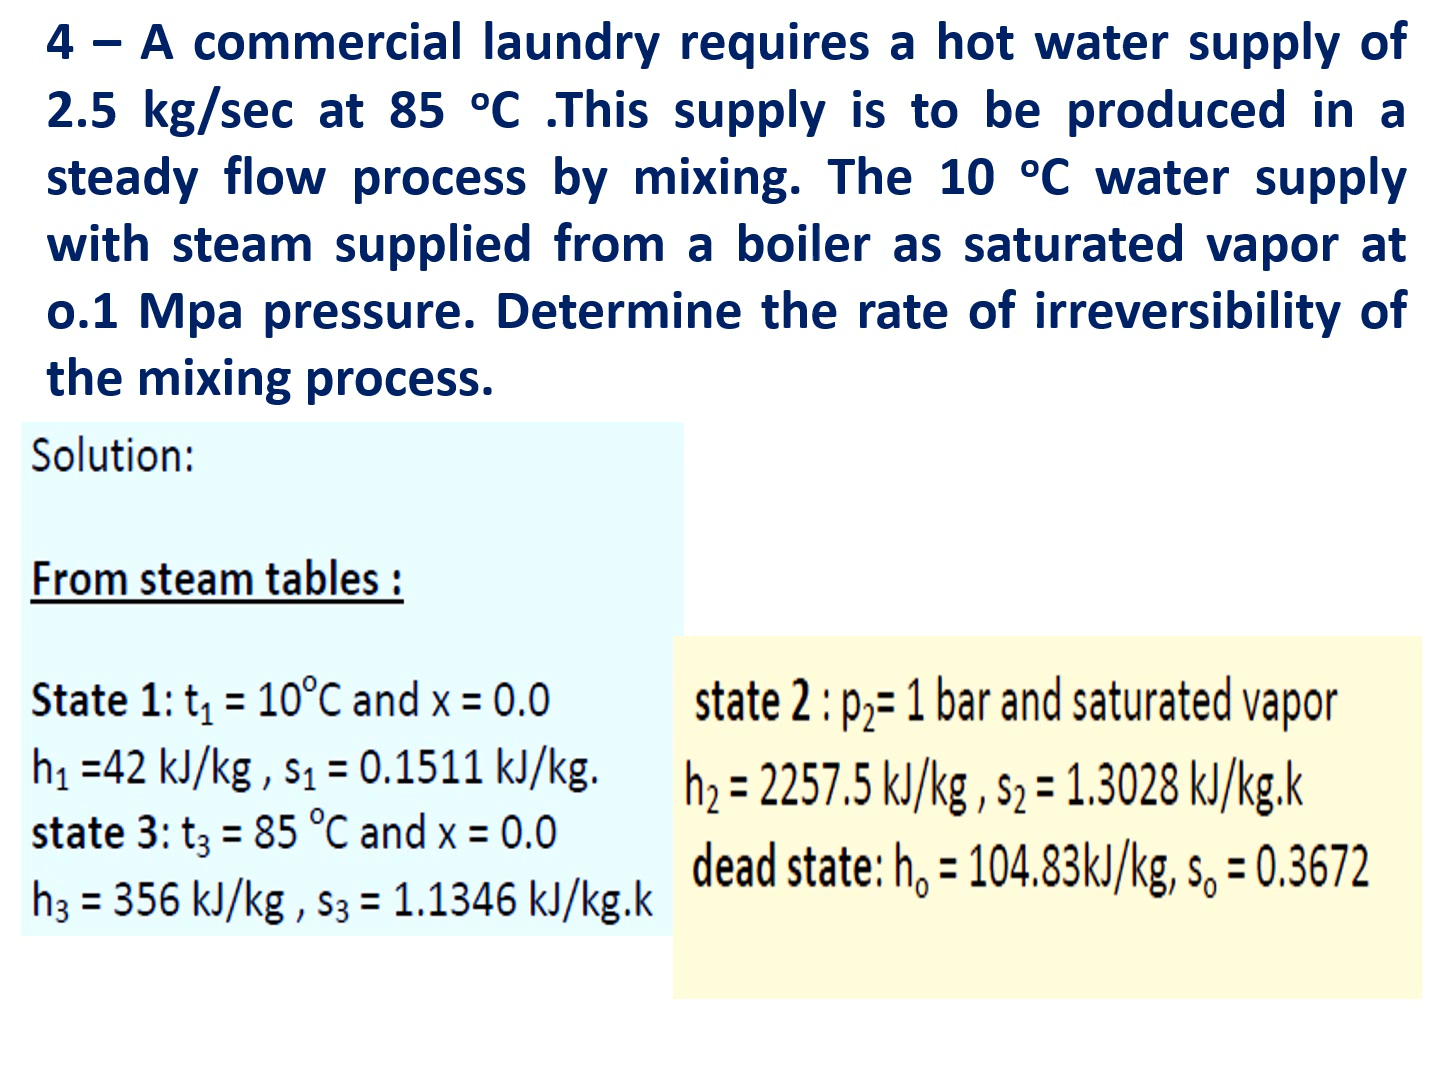 4 – A commercial laundry requires a hot water supply of
2.5 kg/sec at 85 ᵒC .This supply is to be produced in a
steady flow process by mixing. The 10 ᵒC water supply
with steam supplied from a boiler as saturated vapor at
o.1 Mpa pressure. Determine the rate of irreversibility of
the mixing process.
Solution:
From steam tables :
State 1: t₁ = 10°C and x = 0.0
h₁ =42 kJ/kg , s₁ = 0.1511 kJ/kg.
state 3: t₃ = 85 °C and x = 0.0
h₃ = 356 kJ/kg , s₃ = 1.1346 kJ/kg.k
state 2 : p₂= 1 bar and saturated vapor
h₂ = 2257.5 kJ/kg , s₂ = 1.3028 kJ/kg.k
dead state: hₒ = 104.83kJ/kg, sₒ = 0.3672